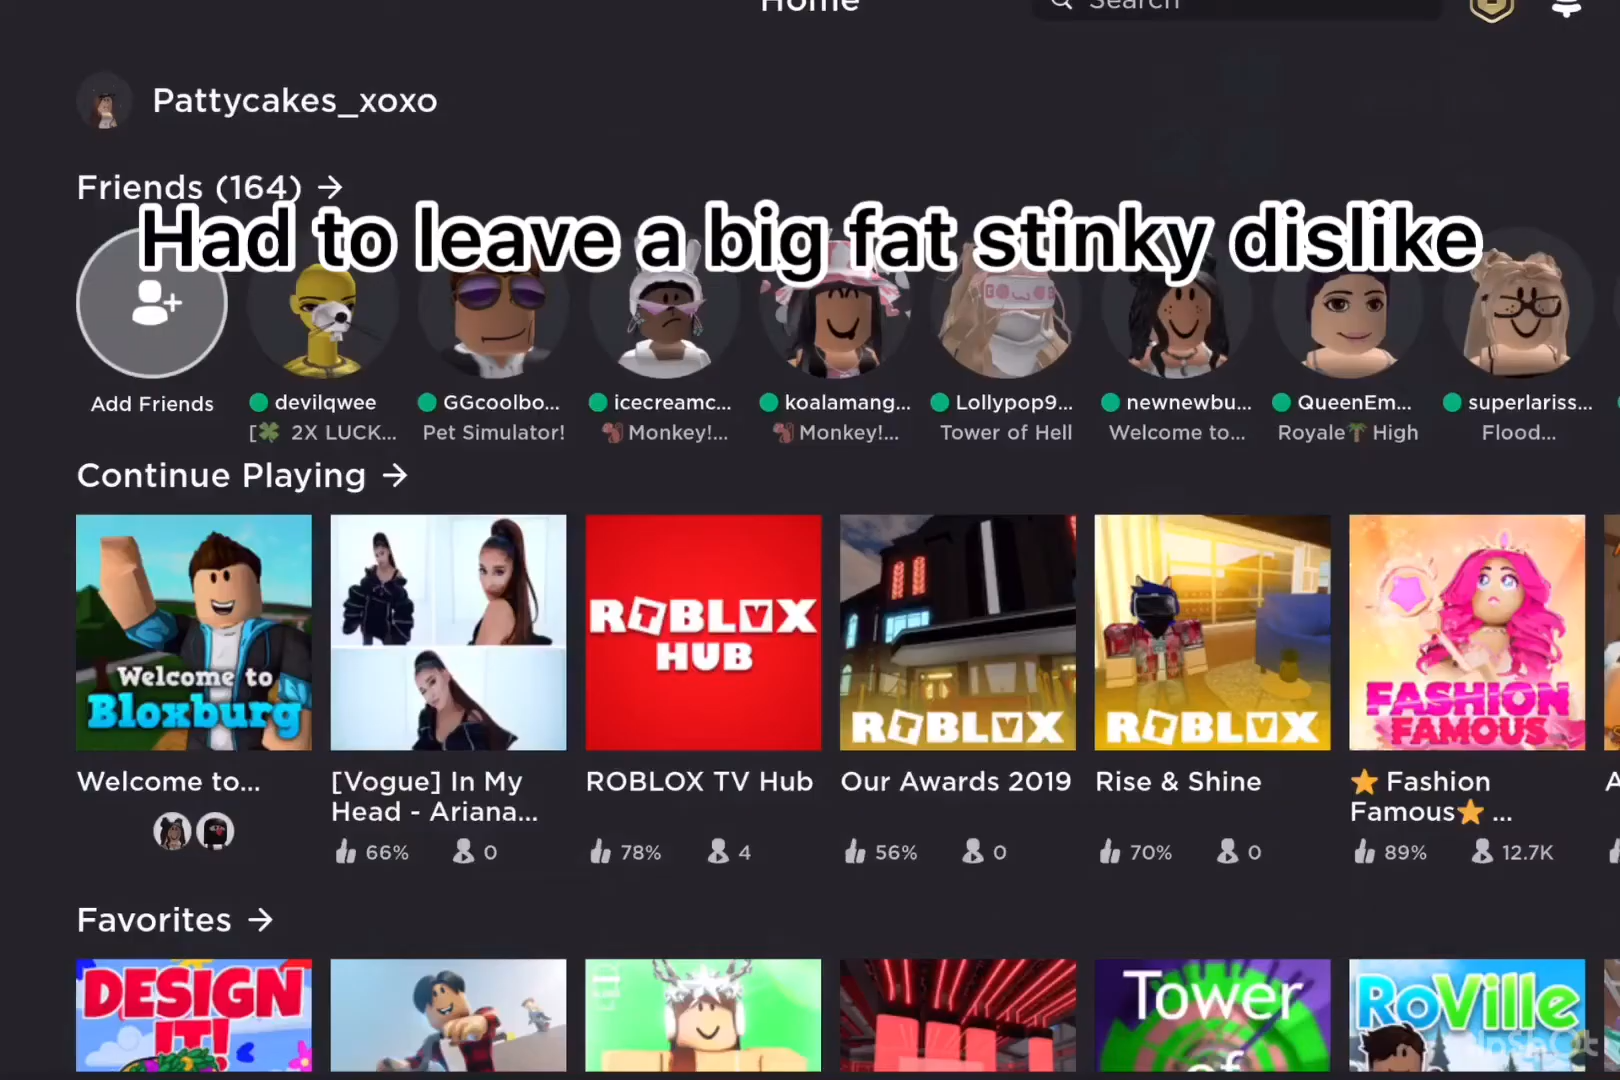 Home
Search
Pattycakes_xoxo
Friends (164) →
Had to leave a big fat stinky dislike
Add Friends
devilqwee
GGcoolbo...
icecreamc...
koalamang...
Lollypop9...
newnewbu...
QueenEm...
superlariss...
[🍀 2X LUCK...
Pet Simulator!
🐒Monkey!...
🐒Monkey!...
Tower of Hell
Welcome to...
Royale🌴High
Flood...
Continue Playing →
Welcome to
Bloxburg
ROBLOX
HUB
ROBLOX
ROBLOX
FASHION
FAMOUS
Welcome to...
[Vogue] In My
Head - Ariana...
ROBLOX TV Hub
Our Awards 2019
Rise & Shine
⭐ Fashion
Famous⭐ ...
66% 0
78% 4
56% 0
70% 0
89% 12.7K
Favorites →
DESIGN
IT!
Tower
of
RoVille